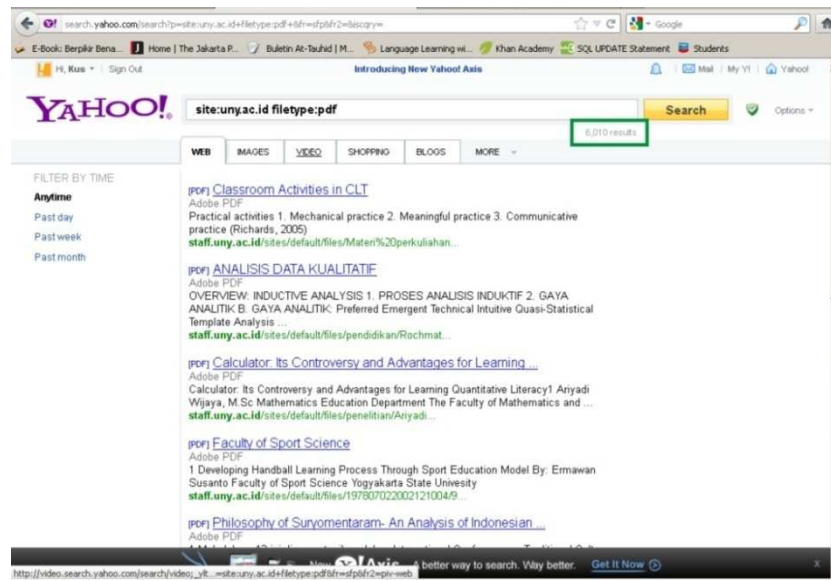 search.yahoo.com/search?p=site:uny.ac.id+filetype:pdf+&fr=sfp&fr2=&iscqry=
Google
E-Book: Berpikir Bena... Home | The Jakarta P... Buletin At-Tauhid | M... Language Learning wi... Khan Academy SQL UPDATE Statement Students
Hi, Kus Sign Out Introducing New Yahoo! Axis Mail My Y! Yahoo!
YAHOO! site:uny.ac.id filetype:pdf Search Options
6,010 results
WEB IMAGES VIDEO SHOPPING BLOGS MORE
FILTER BY TIME
Anytime
Past day
Past week
Past month
[PDF] Classroom Activities in CLT
Adobe PDF
Practical activities 1. Mechanical practice 2. Meaningful practice 3. Communicative
practice (Richards, 2005)
staff.uny.ac.id/sites/default/files/Materi%20perkuliahan...
[PDF] ANALISIS DATA KUALITATIF
Adobe PDF
OVERVIEW: INDUCTIVE ANALYSIS 1. PROSES ANALISIS INDUKTIF 2. GAYA
ANALITIK B. GAYA ANALITIK: Preferred Emergent Technical Intuitive Quasi-Statistical
Template Analysis ...
staff.uny.ac.id/sites/default/files/pendidikan/Rochmat...
[PDF] Calculator: Its Controversy and Advantages for Learning ...
Adobe PDF
Calculator: Its Controversy and Advantages for Learning Quantitative Literacy1 Ariyadi
Wijaya, M.Sc Mathematics Education Department The Faculty of Mathematics and ...
staff.uny.ac.id/sites/default/files/penelitian/Ariyadi...
[PDF] Faculty of Sport Science
Adobe PDF
1 Developing Handball Learning Process Through Sport Education Model By: Ermawan
Susanto Faculty of Sport Science Yogyakarta State Univesity
staff.uny.ac.id/sites/default/files/197807022002121004/9...
[PDF] Philosophy of Suryomentaram- An Analysis of Indonesian ...
Adobe PDF
New Y! Axis A better way to search. Way better. Get It Now X
http://video.search.yahoo.com/search/video;_ylt...=site:uny.ac.id+filetype:pdf&fr=sfp&fr2=piv-web